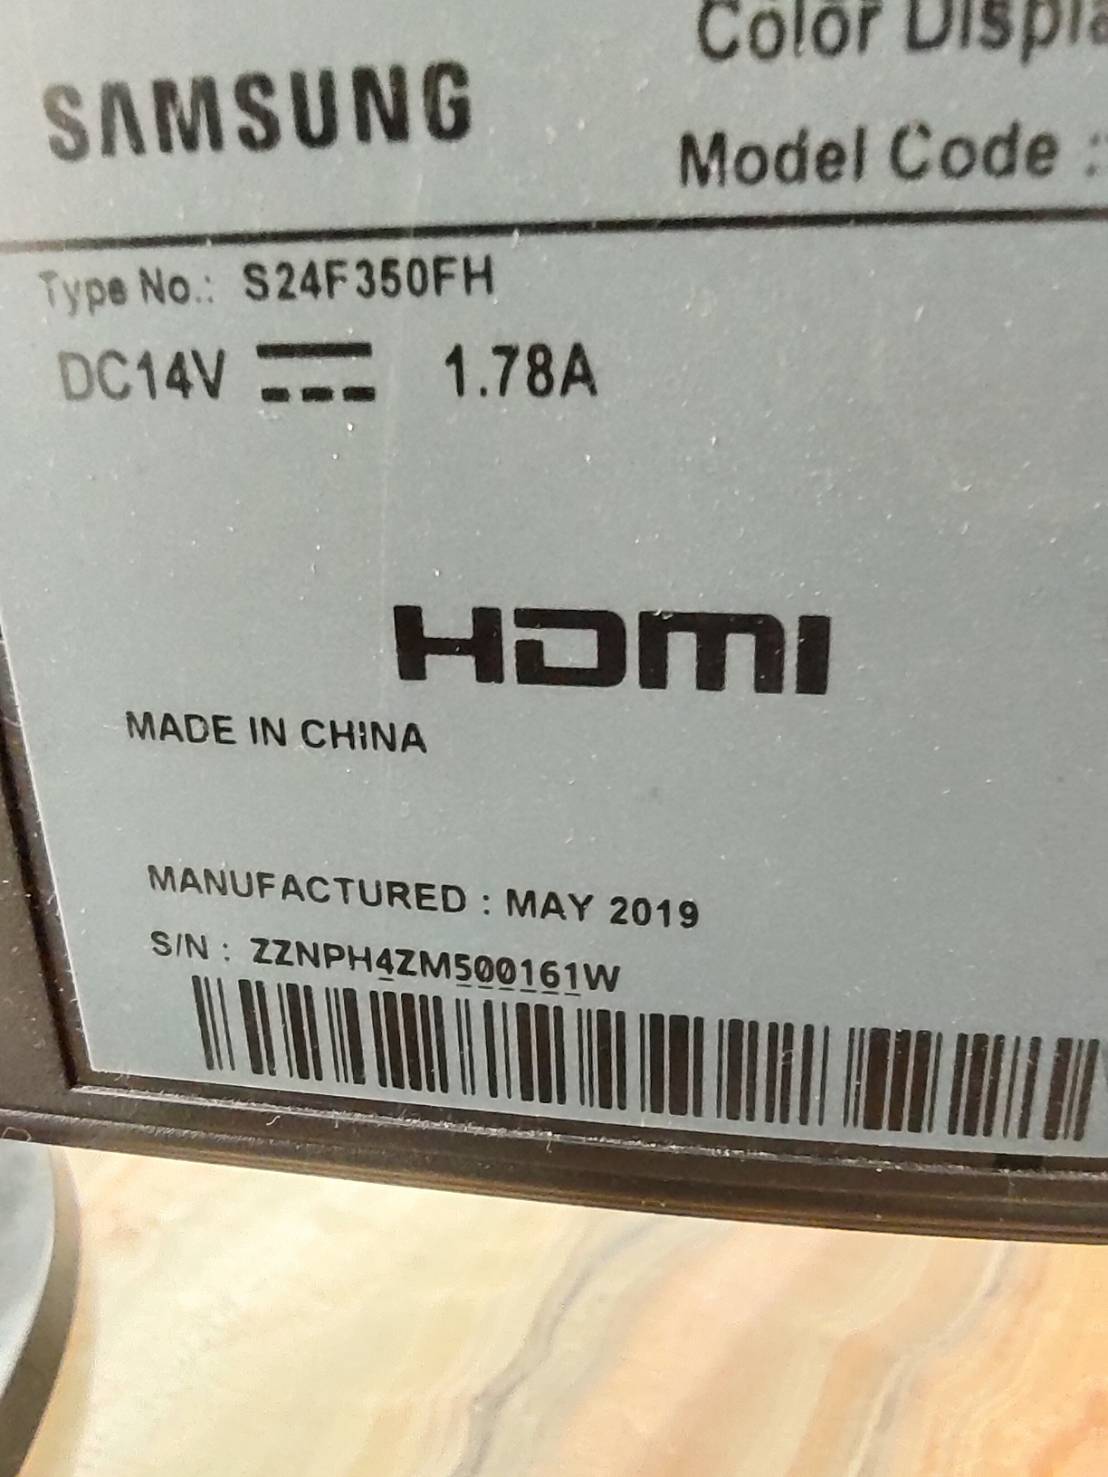 SAMSUNG
Color Displa
Model Code :
Type No.: S24F350FH
DC14V 1.78A
HDMI
MADE IN CHINA
MANUFACTURED : MAY 2019
S/N : ZZNPH4ZM500161W